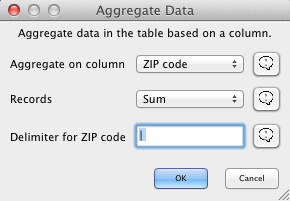 Aggregate Data
Aggregate data in the table based on a column.
Aggregate on column ZIP code
Records Sum
Delimiter for ZIP code |
OK Cancel